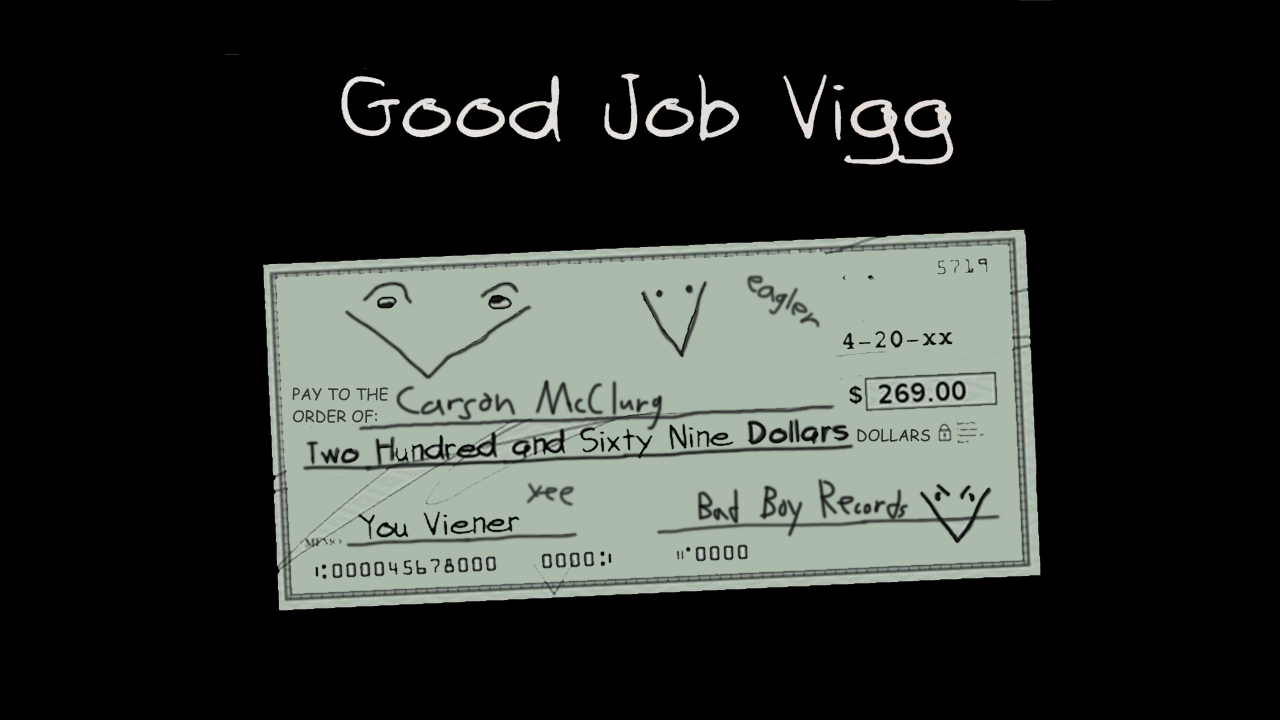 Good Job Vigg
5719
eagler
4-20-xx
PAY TO THE
ORDER OF: Carson McClurg $ 269.00
Two Hundred and Sixty Nine Dollars DOLLARS
yee
MEMO You Viener Bad Boy Records
⑆000045678000 0000⑆ ⑈0000